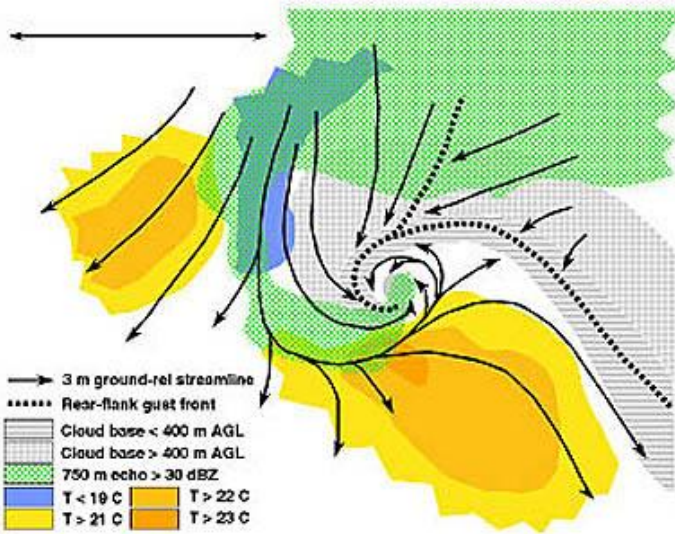 3 m ground-rel streamline
Rear-flank gust front
Cloud base < 400 m AGL
Cloud base > 400 m AGL
750 m echo > 30 dBZ
T < 19 C T > 22 C
T > 21 C T > 23 C